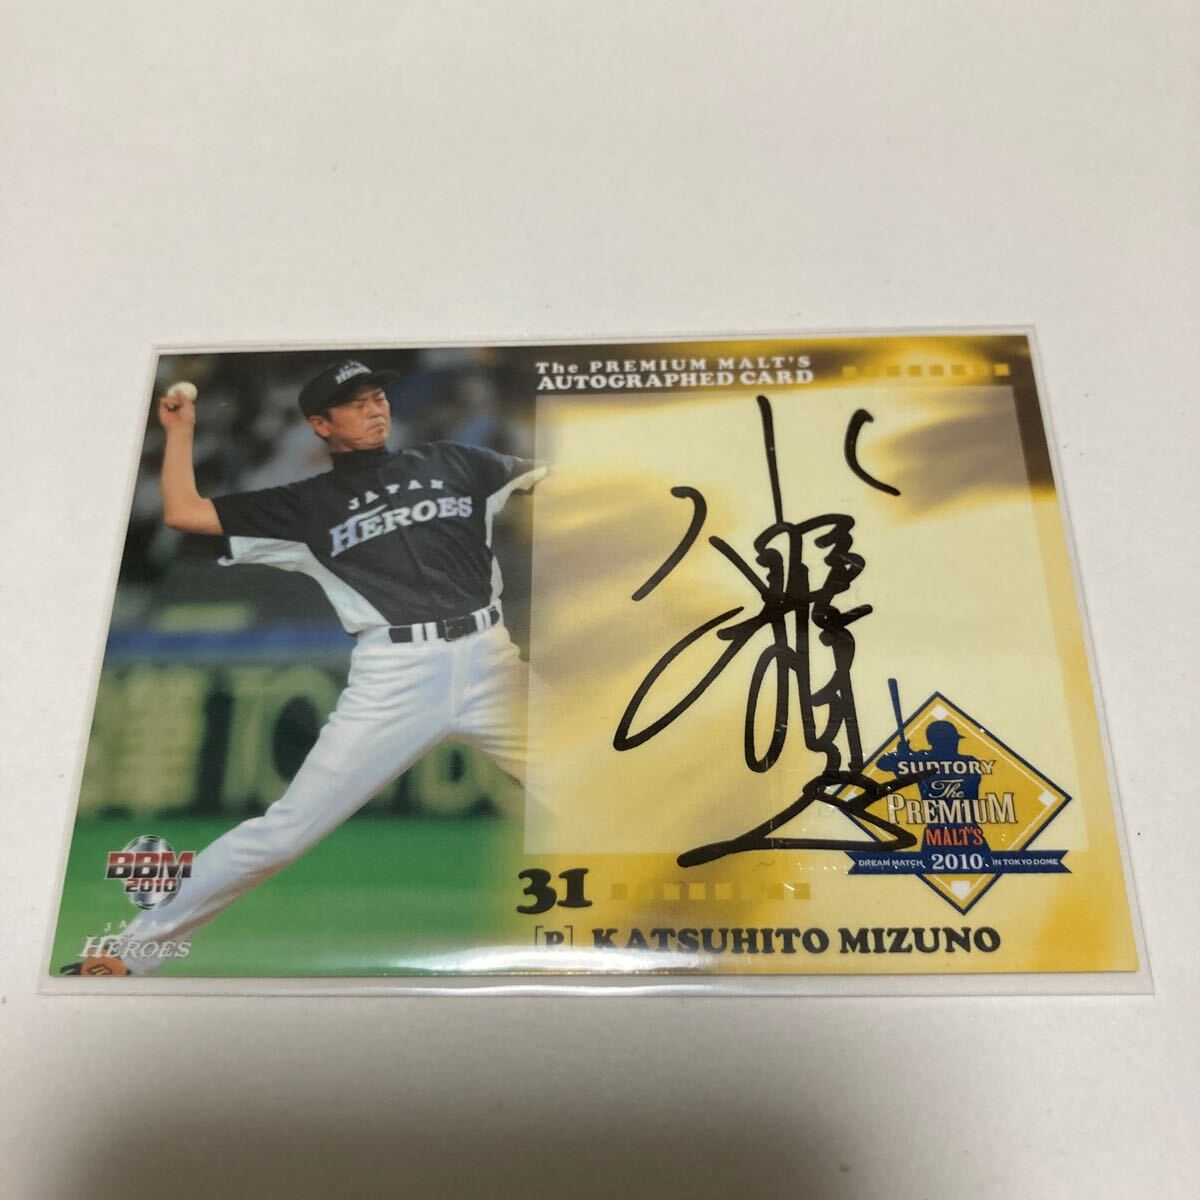 The PREMIUM MALT'S
AUTOGRAPHED CARD
JAPAN
HEROES
SUNTORY
The
PREMIUM
MALT'S
DREAM MATCH 2010 IN TOKYO DOME
BBM
2010
JAPAN
HEROES
31
[P] KATSUHITO MIZUNO